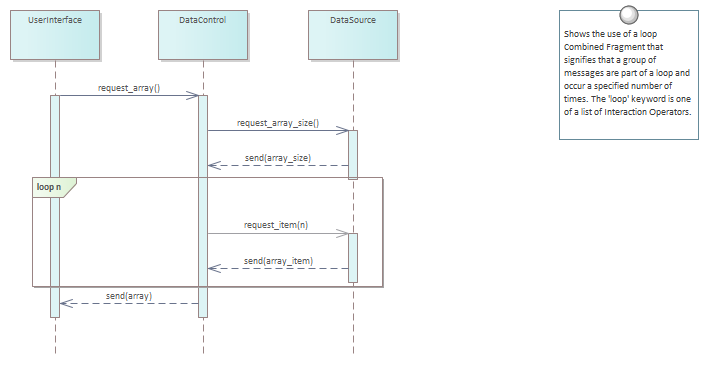 UserInterface
DataControl
DataSource
Shows the use of a loop
Combined Fragment that
signifies that a group of
messages are part of a loop and
occur a specified number of
times. The 'loop' keyword is one
of a list of Interaction Operators.
request_array()
request_array_size()
send(array_size)
loop n
request_item(n)
send(array_item)
send(array)